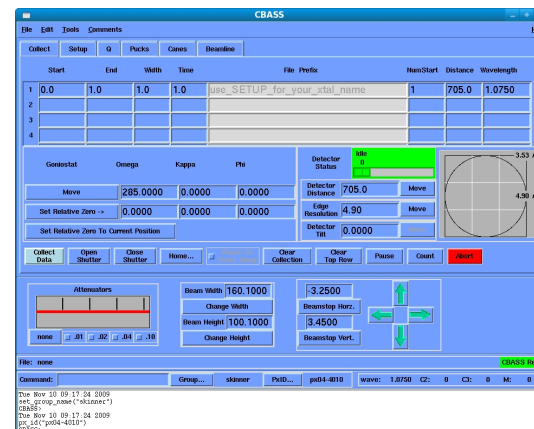 CBASS
File Edit Tools Comments
Collect Setup Q Pucks Canes Beamline
Start End Width Time File Prefix NumStart Distance Wavelength
1 0.0 1.0 1.0 1.0 use_SETUP_for_your_xtal_name 1 705.0 1.0750
2
3
4
Goniostat Omega Kappa Phi
Move 285.0000 0.0000 0.0000
Set Relative Zero -> 0.0000 0.0000 0.0000
Set Relative Zero To Current Position
Detector Status Idle
0
Detector Distance 705.0 Move
Edge Resolution 4.90 Move
Detector Tilt 0.0000
3.53
4.90
Collect Data Open Shutter Close Shutter Home... Clear Collection Clear Top Row Pause Count Abort
Attenuators
none .01 .02 .04 .10
Beam Width 160.1000
Change Width
Beam Height 100.1000
Change Height
-3.2500
Beamstop Horz.
3.4500
Beamstop Vert.
File: none CBASS Re
Command: Group... skinner PxID... px04-4010 wave: 1.0750 C2: 0 C3: 0 M: 0
Tue Nov 10 09:17:24 2009
set_group_name("skinner")
CBASS>
Tue Nov 10 09:17:24 2009
px_id("px04-4010")